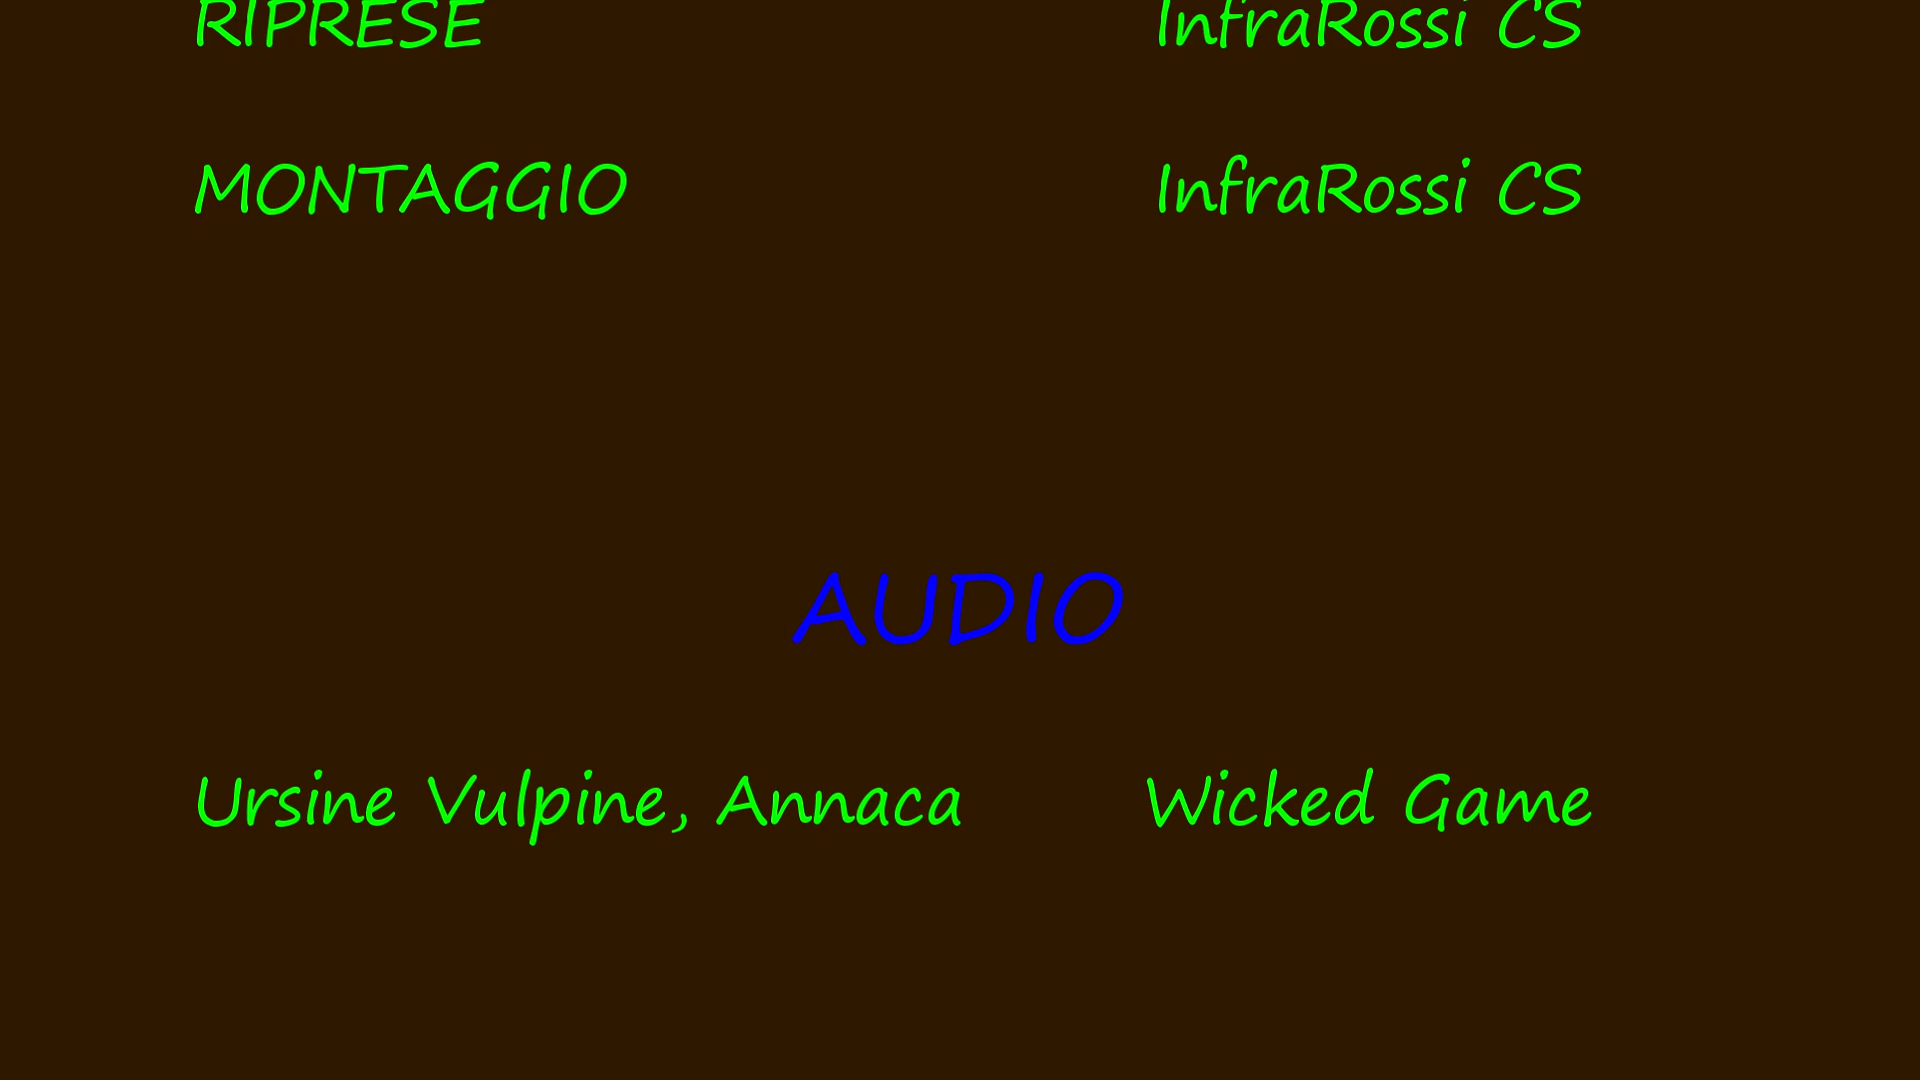 RIPRESE InfraRossi CS
MONTAGGIO InfraRossi CS
AUDIO
Ursine Vulpine, Annaca Wicked Game